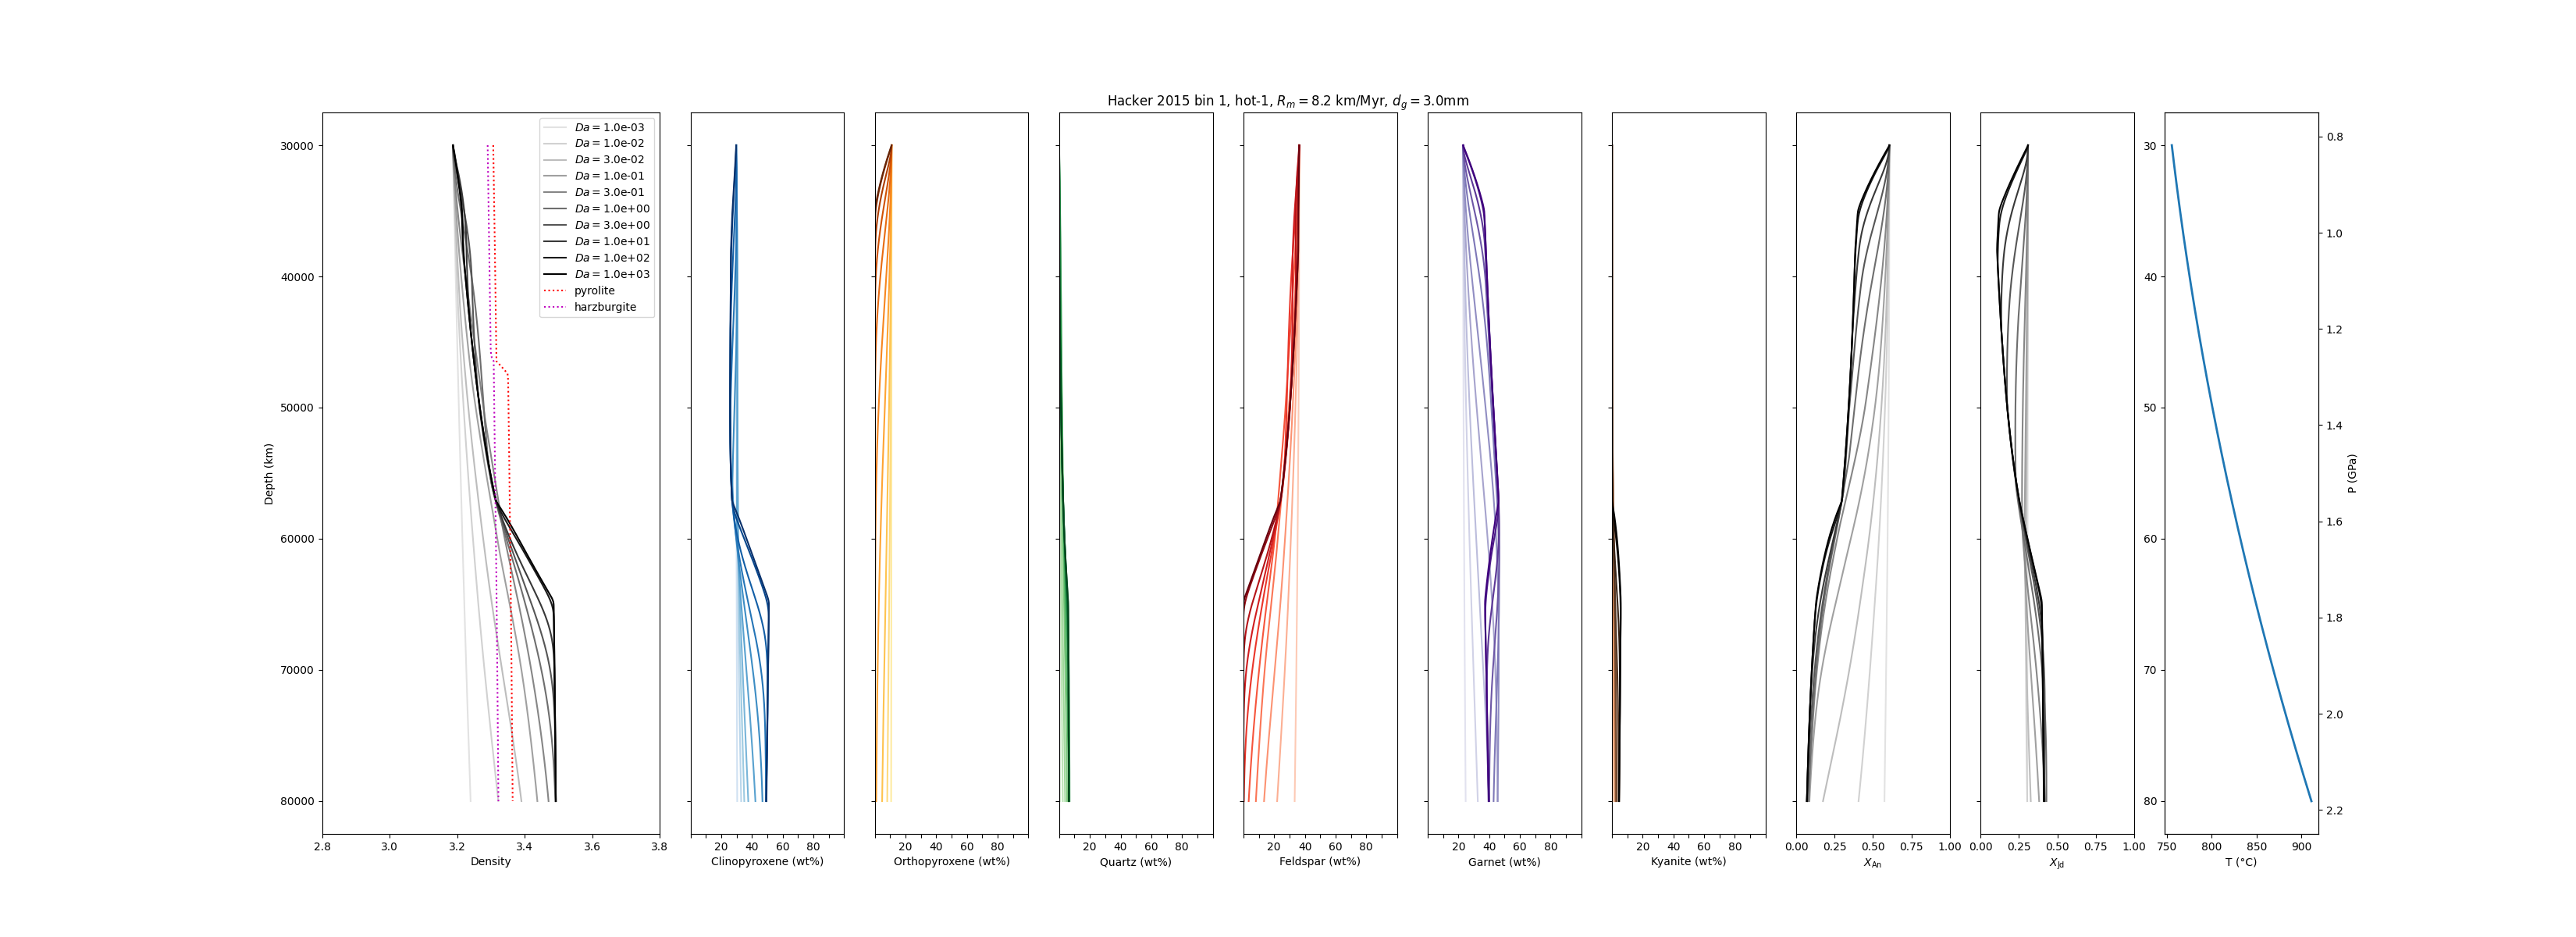 Hacker 2015 bin 1, hot-1, R_m = 8.2 km/Myr, d_g = 3.0mm
Da = 1.0e-03
Da = 1.0e-02
Da = 3.0e-02
Da = 1.0e-01
Da = 3.0e-01
Da = 1.0e+00
Da = 3.0e+00
Da = 1.0e+01
Da = 1.0e+02
Da = 1.0e+03
pyrolite
harzburgite
Depth (km)
30000
40000
50000
60000
70000
80000
2.8 3.0 3.2 3.4 3.6 3.8
Density
20 40 60 80
Clinopyroxene (wt%)
20 40 60 80
Orthopyroxene (wt%)
20 40 60 80
Quartz (wt%)
20 40 60 80
Feldspar (wt%)
20 40 60 80
Garnet (wt%)
20 40 60 80
Kyanite (wt%)
0.00 0.25 0.50 0.75 1.00
X_An
0.00 0.25 0.50 0.75 1.00
X_Jd
30
40
50
60
70
80
750 800 850 900
T (°C)
0.8
1.0
1.2
1.4
1.6
1.8
2.0
2.2
P (GPa)